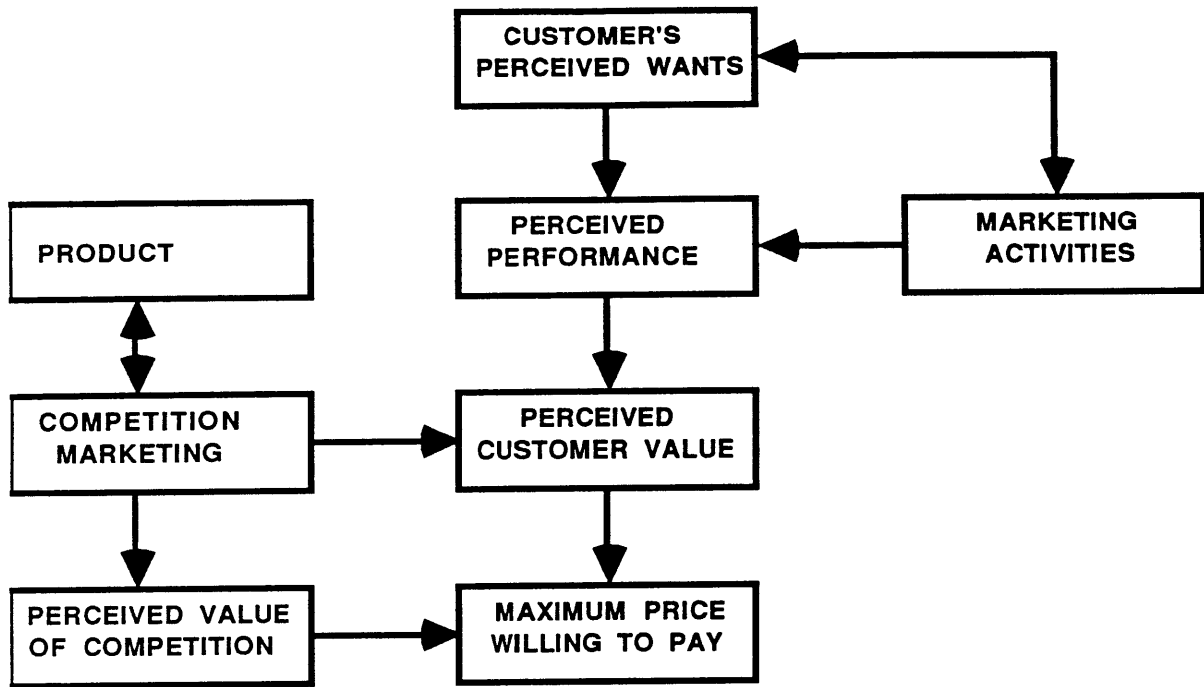 CUSTOMER'S
PERCEIVED WANTS
PRODUCT
PERCEIVED
PERFORMANCE
MARKETING
ACTIVITIES
COMPETITION
MARKETING
PERCEIVED
CUSTOMER VALUE
PERCEIVED VALUE
OF COMPETITION
MAXIMUM PRICE
WILLING TO PAY